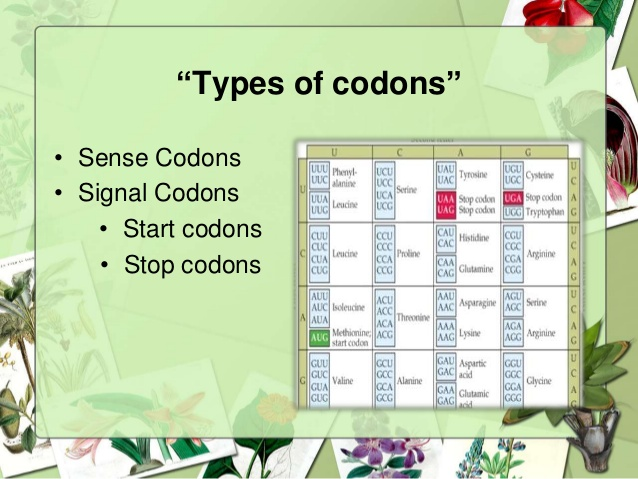 “Types of codons”
• Sense Codons
• Signal Codons
• Start codons
• Stop codons
U C A G
U
UUU
UUC
Phenyl-
alanine
UUA
UUG
Leucine
UCU
UCC
UCA
UCG
Serine
UAU
UAC
Tyrosine
UAA Stop codon
UAG Stop codon
UGU
UGC
Cysteine
UGA Stop codon
UGG Tryptophan
U
C
A
G
C
CUU
CUC
CUA
CUG
Leucine
CCU
CCC
CCA
CCG
Proline
CAU
CAC
Histidine
CAA
CAG
Glutamine
CGU
CGC
CGA
CGG
Arginine
U
C
A
G
A
AUU
AUC
AUA
Isoleucine
AUG
Methionine;
start codon
ACU
ACC
ACA
ACG
Threonine
AAU
AAC
Asparagine
AAA
AAG
Lysine
AGU
AGC
Serine
AGA
AGG
Arginine
U
C
A
G
G
GUU
GUC
GUA
GUG
Valine
GCU
GCC
GCA
GCG
Alanine
GAU
GAC
Aspartic
acid
GAA
GAG
Glutamic
acid
GGU
GGC
GGA
GGG
Glycine
U
C
A
G